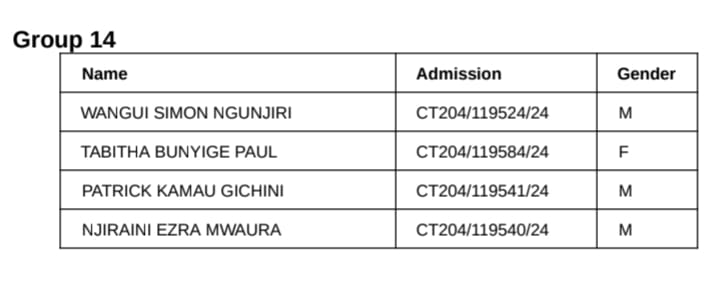 Group 14
Name Admission Gender
WANGUI SIMON NGUNJIRI CT204/119524/24 M
TABITHA BUNYIGE PAUL CT204/119584/24 F
PATRICK KAMAU GICHINI CT204/119541/24 M
NJIRAINI EZRA MWAURA CT204/119540/24 M